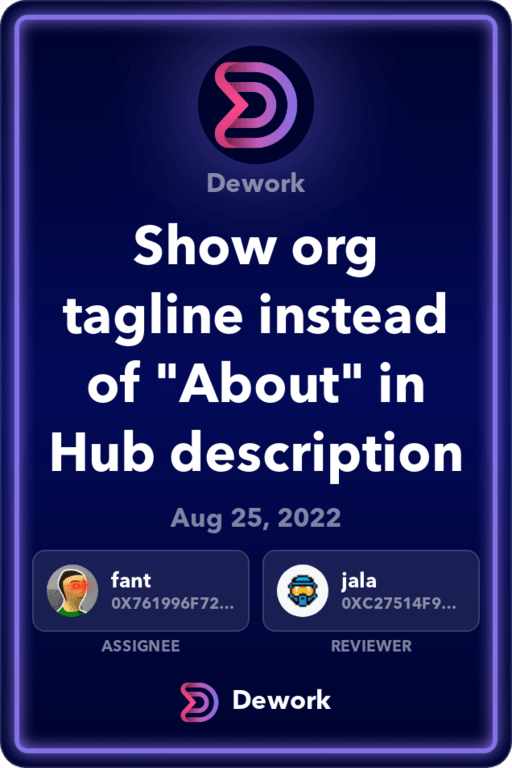 Dework
Show org
tagline instead
of "About" in
Hub description
Aug 25, 2022
fant
0X761996F72...
jala
0XC27514F9...
ASSIGNEE
REVIEWER
Dework